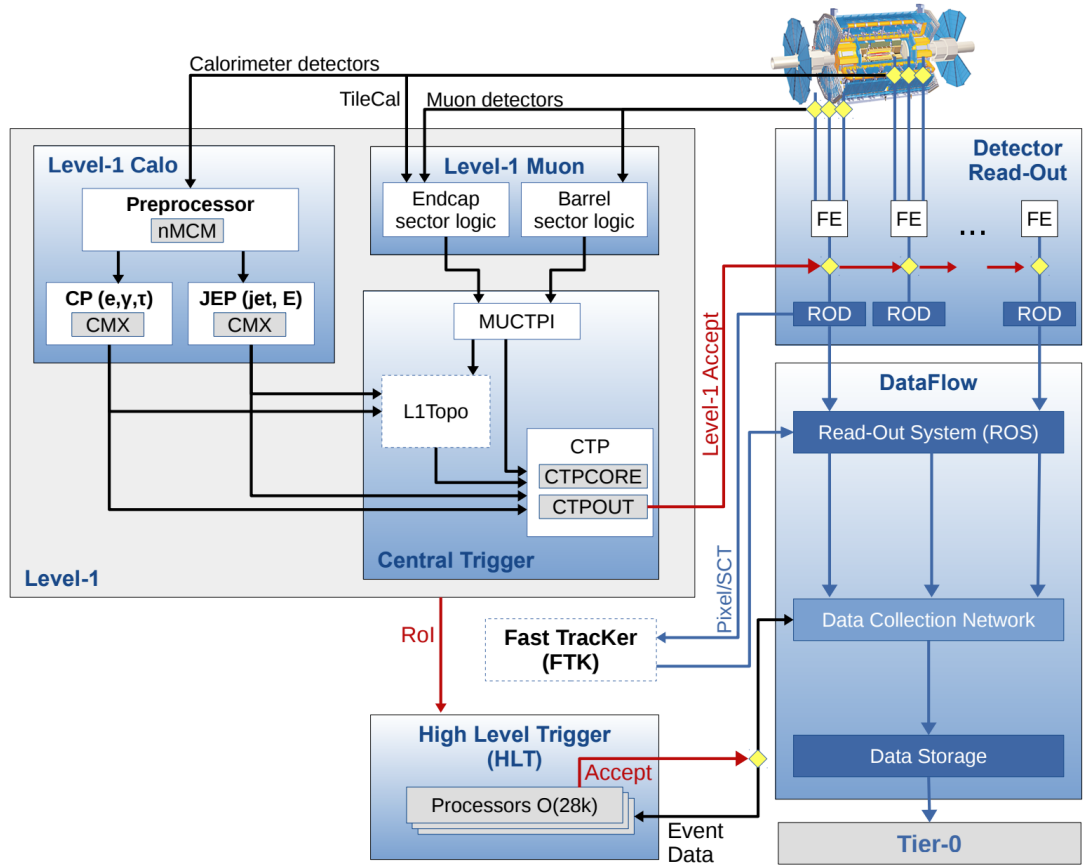 Calorimeter detectors
TileCal
Muon detectors
Detector
Read-Out
Level-1 Calo
Preprocessor
nMCM
CP (e,γ,τ)
CMX
JEP (jet, E)
CMX
Level-1 Muon
Endcap
sector logic
Barrel
sector logic
FE
FE
...
FE
ROD
ROD
ROD
MUCTPI
L1Topo
CTP
CTPCORE
CTPOUT
Central Trigger
Level-1
Level-1 Accept
Pixel/SCT
DataFlow
Read-Out System (ROS)
Data Collection Network
Data Storage
Tier-0
RoI
Fast TracKer
(FTK)
High Level Trigger
(HLT)
Accept
Processors O(28k)
Event
Data